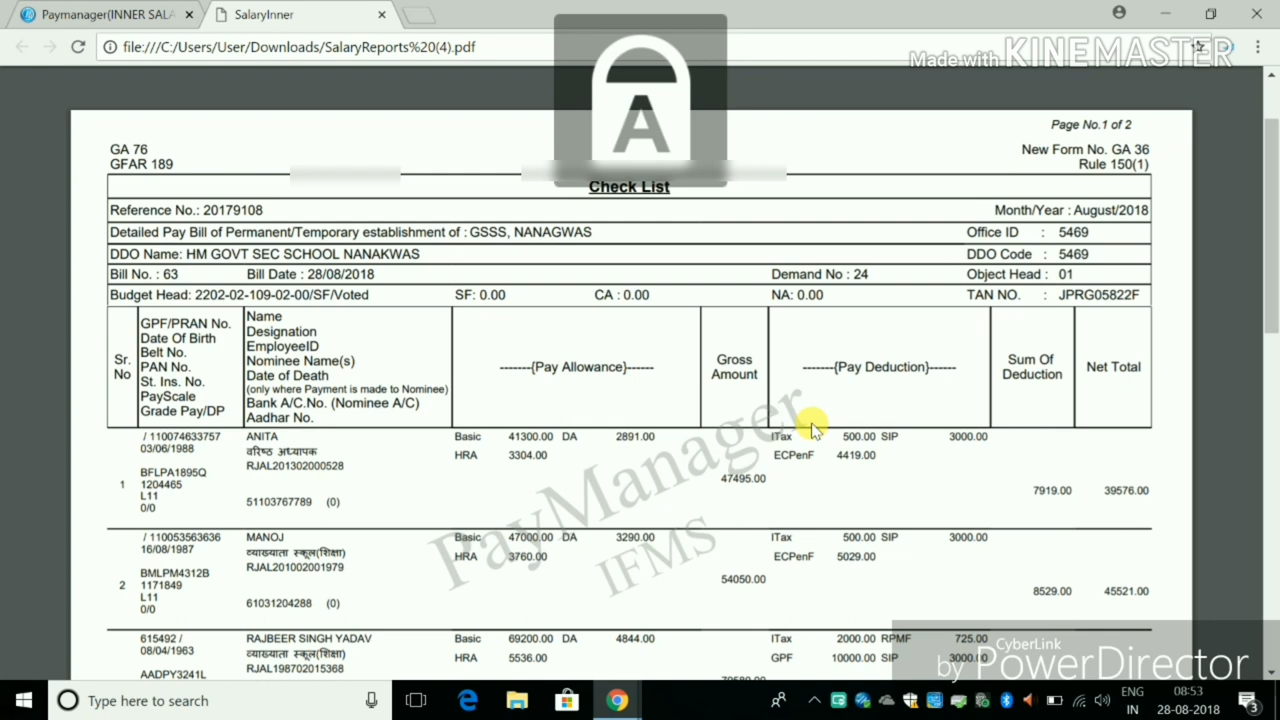 Paymanager(INNER SALA
SalaryInner
file:///C:/Users/User/Downloads/SalaryReports%20(4).pdf
Made with KINEMASTER
A
Page No.1 of 2
GA 76
New Form No. GA 36
GFAR 189
Rule 150(1)
Check List
Reference No.: 20179108
Month/Year : August/2018
Detailed Pay Bill of Permanent/Temporary establishment of : GSSS, NANAGWAS
Office ID : 5469
DDO Name: HM GOVT SEC SCHOOL NANAKWAS
DDO Code : 5469
Bill No. : 63 Bill Date : 28/08/2018 Demand No : 24 Object Head : 01
Budget Head: 2202-02-109-02-00/SF/Voted SF: 0.00 CA : 0.00 NA: 0.00 TAN NO. : JPRG05822F
Sr. No
GPF/PRAN No.
Date Of Birth
Belt No.
PAN No.
St. Ins. No.
PayScale
Grade Pay/DP
Name
Designation
EmployeeID
Nominee Name(s)
Date of Death
(only where Payment is made to Nominee)
Bank A/C.No. (Nominee A/C)
Aadhar No.
-------{Pay Allowance}------
Gross Amount
-------{Pay Deduction}------
Sum Of Deduction
Net Total
/ 110074633757 ANITA Basic 41300.00 DA 2891.00 ITax 500.00 SIP 3000.00
03/06/1988 वरिष्ठ अध्यापक HRA 3304.00 ECPenF 4419.00
RJAL201302000528
BFLPA1895Q 47495.00
1 1204465 7919.00 39576.00
L11
0/0 51103767789 (0)
/ 110053563636 MANOJ Basic 47000.00 DA 3290.00 ITax 500.00 SIP 3000.00
16/08/1987 व्याख्याता स्कूल(शिक्षा) HRA 3760.00 ECPenF 5029.00
RJAL201002001979
BMLPM4312B 54050.00
2 1171849 8529.00 45521.00
L11
0/0 61031204288 (0)
615492 / RAJBEER SINGH YADAV Basic 69200.00 DA 4844.00 ITax 2000.00 RPMF 725.00
08/04/1963 व्याख्याता स्कूल(शिक्षा) HRA 5536.00 GPF 10000.00 SIP 3000.00
RJAL198702015368
AADPY3241L
PayManager
IFMS
CyberLink
by PowerDirector
Type here to search
ENG 08:53
IN 28-08-2018
3